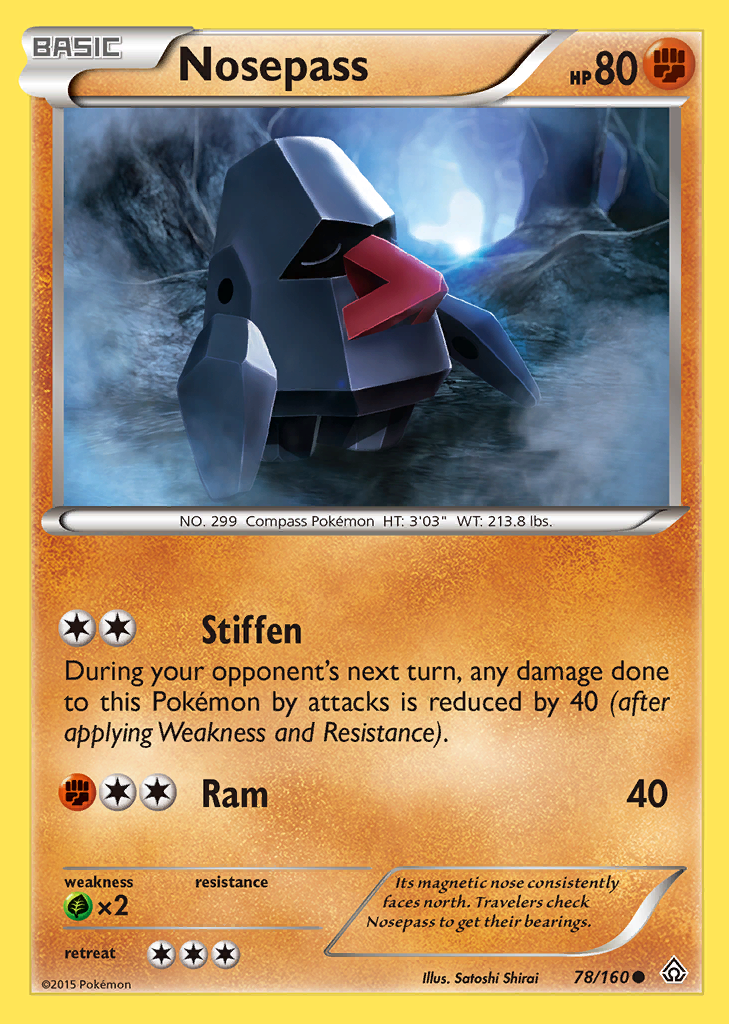 BASIC
Nosepass
HP 80
NO. 299 Compass Pokémon HT: 3'03" WT: 213.8 lbs.
Stiffen
During your opponent's next turn, any damage done
to this Pokémon by attacks is reduced by 40 (after
applying Weakness and Resistance).
Ram 40
weakness resistance
×2
Its magnetic nose consistently
faces north. Travelers check
Nosepass to get their bearings.
retreat
©2015 Pokémon
Illus. Satoshi Shirai
78/160